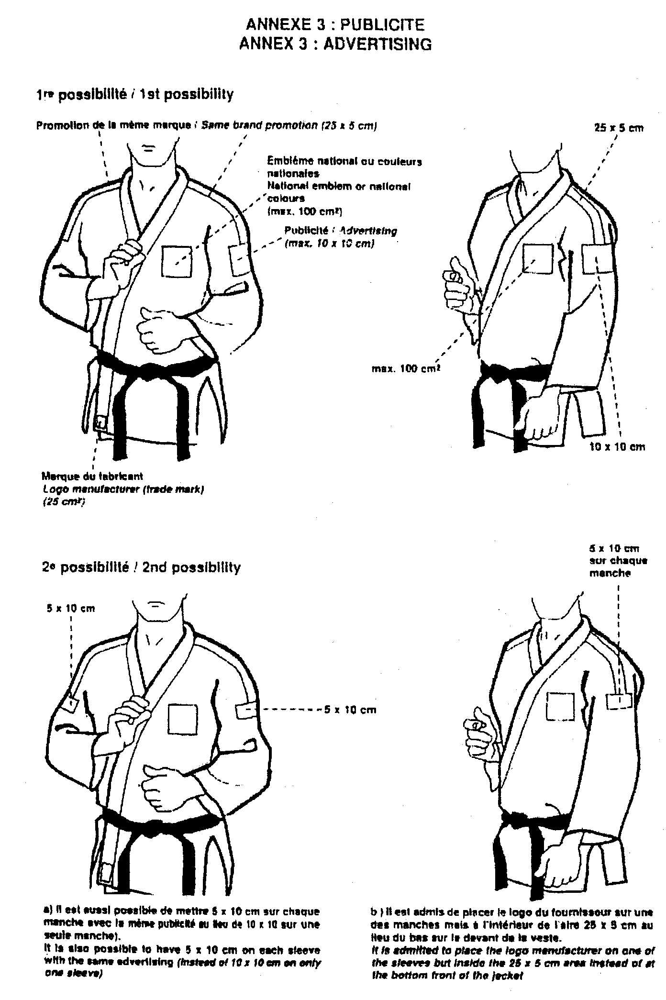 ANNEXE 3 : PUBLICITE
ANNEX 3 : ADVERTISING
1re possibilité / 1st possibility
Promotion de la même marque / Same brand promotion (25 x 5 cm)
25 x 5 cm
Emblème national ou couleurs
nationales
National emblem or national
colours
(max. 100 cm²)
Publicité / Advertising
(max. 10 x 10 cm)
max. 100 cm²
10 x 10 cm
Marque du fabricant
Logo manufacturer (trade mark)
(25 cm²)
5 x 10 cm
sur chaque
manche
2e possibilité / 2nd possibility
5 x 10 cm
5 x 10 cm
a) Il est aussi possible de mettre 5 x 10 cm sur chaque
manche avec la même publicité au lieu de 10 x 10 sur une
seule manche).
It is also possible to have 5 x 10 cm on each sleeve
with the same advertising (instead of 10 x 10 cm on only
one sleeve)
b ) Il est admis de placer le logo du fournisseur sur une
des manches mais à l'intérieur de l'aire 25 x 5 cm au
lieu du bas sur le devant de la veste.
It is admitted to place the logo manufacturer on one of
the sleeves but inside the 25 x 5 cm area instead of at
the bottom front of the jacket